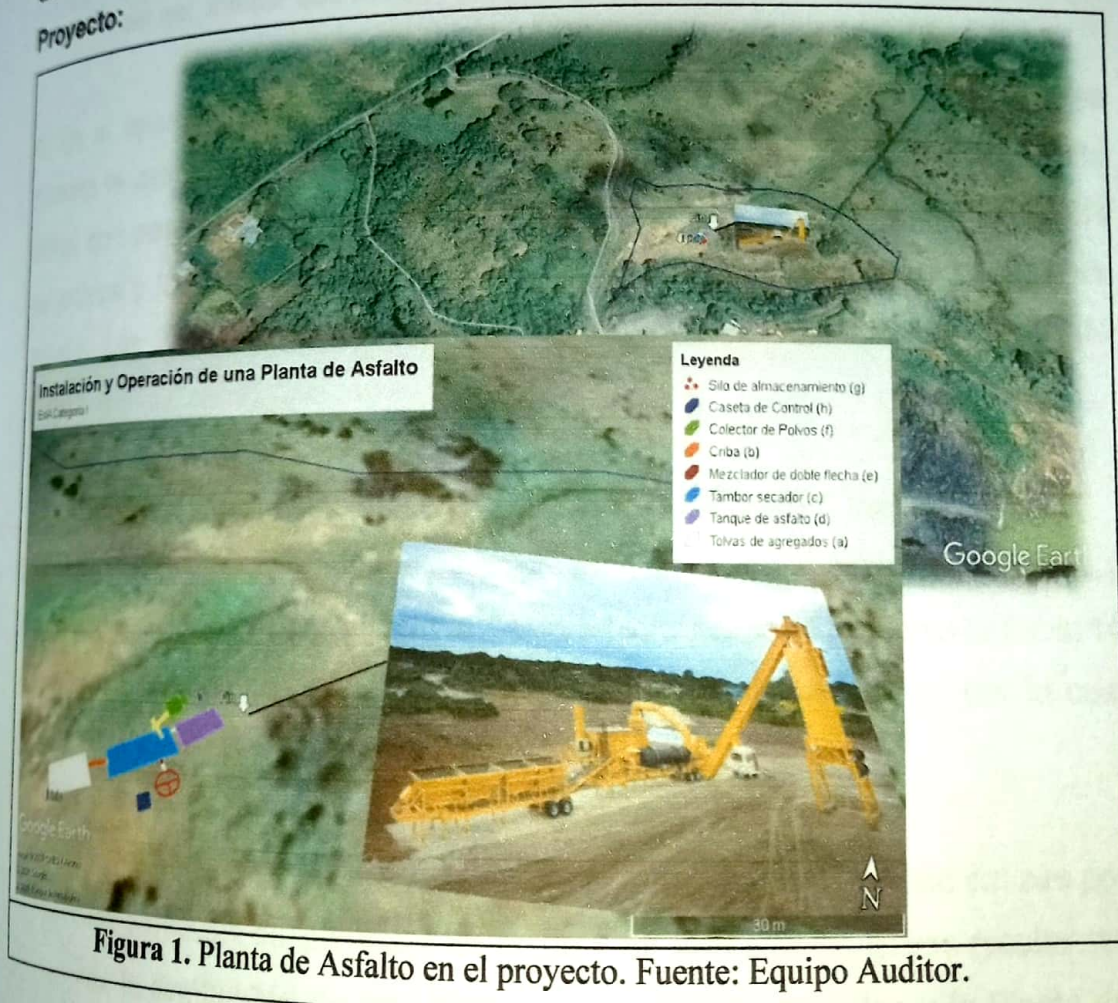 Proyecto:
Instalación y Operación de una Planta de Asfalto
EsIA Categoría I
Leyenda
Silo de almacenamiento (g)
Caseta de Control (h)
Colector de Polvos (f)
Criba (b)
Mezclador de doble flecha (e)
Tambor secador (c)
Tanque de asfalto (d)
Tolvas de agregados (a)
Google Earth
Google Earth
N
30 m
Figura 1. Planta de Asfalto en el proyecto. Fuente: Equipo Auditor.